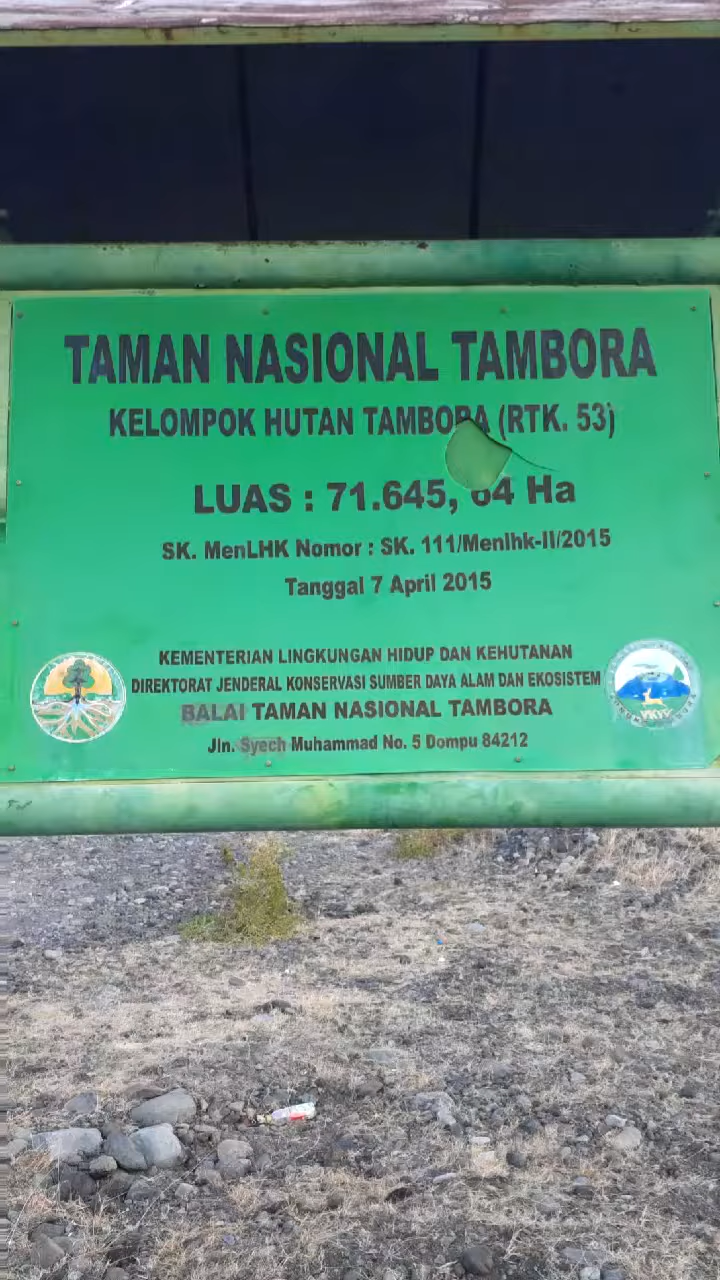 TAMAN NASIONAL TAMBORA
KELOMPOK HUTAN TAMBORA (RTK. 53)
LUAS : 71.645, 64 Ha
SK. MenLHK Nomor : SK. 111/Menlhk-II/2015
Tanggal 7 April 2015
KEMENTERIAN LINGKUNGAN HIDUP DAN KEHUTANAN
DIREKTORAT JENDERAL KONSERVASI SUMBER DAYA ALAM DAN EKOSISTEM
BALAI TAMAN NASIONAL TAMBORA
Jln. Syech Muhammad No. 5 Dompu 84212